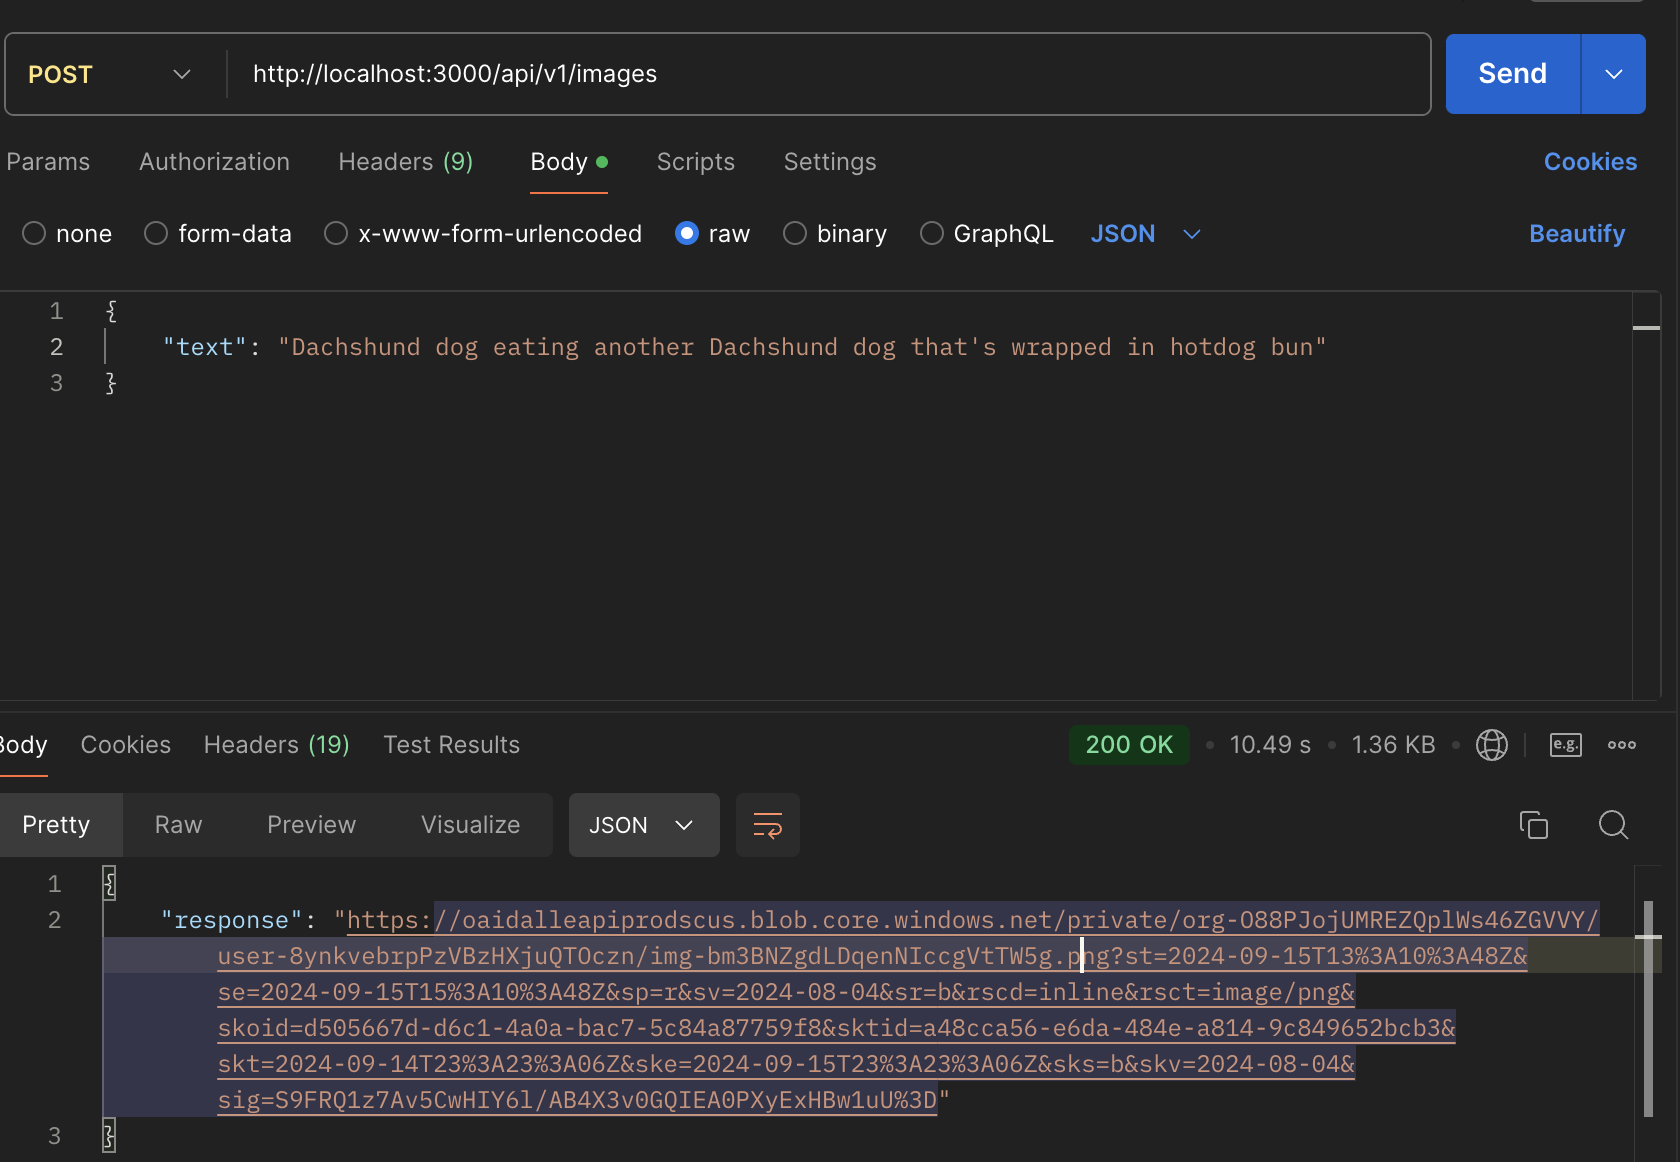 POST http://localhost:3000/api/v1/images Send
Params Authorization Headers (9) Body Scripts Settings Cookies
none form-data x-www-form-urlencoded raw binary GraphQL JSON Beautify
1 {
2 "text": "Dachshund dog eating another Dachshund dog that's wrapped in hotdog bun"
3 }
Body Cookies Headers (19) Test Results 200 OK 10.49 s 1.36 KB e.g.
Pretty Raw Preview Visualize JSON
1 {
2 "response": "https://oaidalleapiprodscus.blob.core.windows.net/private/org-O88PJojUMREZQplWs46ZGVVY/
user-8ynkvebrpPzVBzHXjuQTOczn/img-bm3BNZgdLDqenNIccgVtTW5g.png?st=2024-09-15T13%3A10%3A48Z&
se=2024-09-15T15%3A10%3A48Z&sp=r&sv=2024-08-04&sr=b&rscd=inline&rsct=image/png&
skoid=d505667d-d6c1-4a0a-bac7-5c84a87759f8&sktid=a48cca56-e6da-484e-a814-9c849652bcb3&
skt=2024-09-14T23%3A23%3A06Z&ske=2024-09-15T23%3A23%3A06Z&sks=b&skv=2024-08-04&
sig=S9FRQ1z7Av5CwHIY6l/AB4X3v0GQIEA0PXyExHBw1uU%3D"
3 }